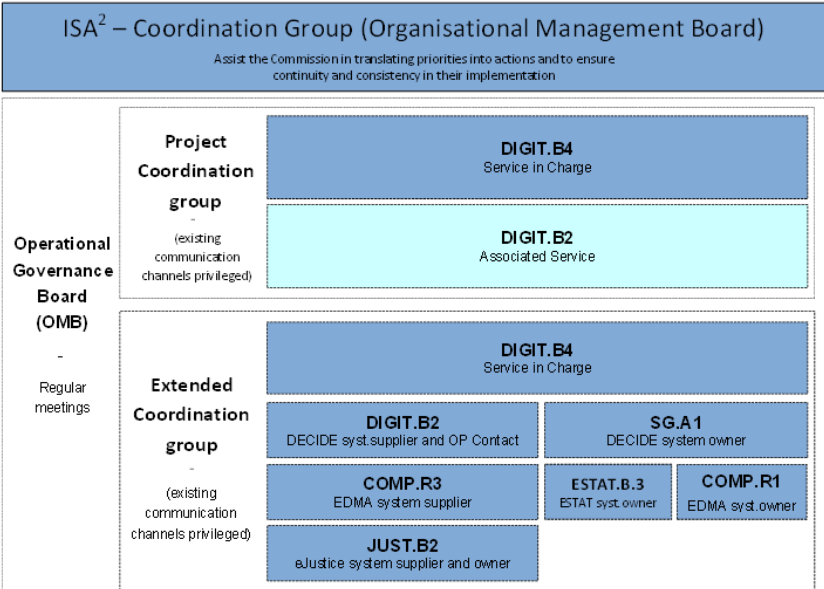 ISA² – Coordination Group (Organisational Management Board)
Assist the Commission in translating priorities into actions and to ensure
continuity and consistency in their implementation
Operational
Governance
Board
(OMB)
-
Regular
meetings
Project
Coordination
group
-
(existing
communication
channels privileged)
DIGIT.B4
Service in Charge
DIGIT.B2
Associated Service
Extended
Coordination
group
-
(existing
communication
channels privileged)
DIGIT.B4
Service in Charge
DIGIT.B2
DECIDE syst.supplier and OP Contact
SG.A1
DECIDE system owner
COMP.R3
EDMA system supplier
ESTAT.B.3
ESTAT syst.owner
COMP.R1
EDMA syst.owner
JUST.B2
eJustice system supplier and owner